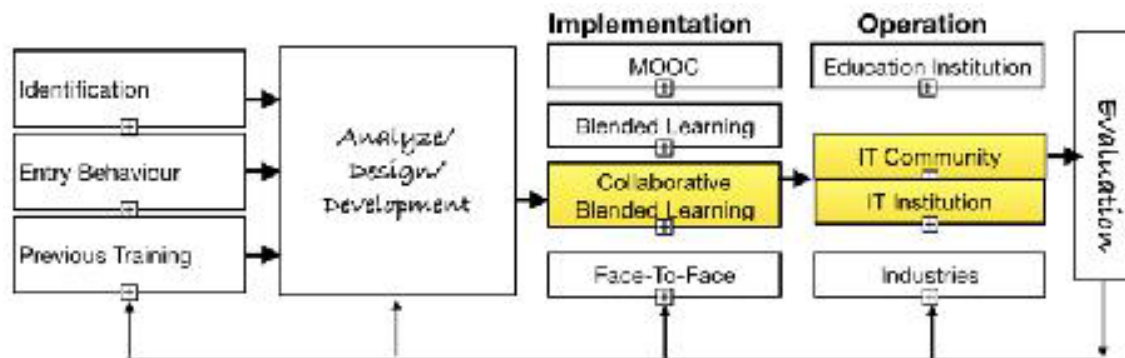 Implementation
Operation
Identification
Entry Behaviour
Previous Training
Analyze/
Design/
Development
MOOC
Blended Learning
Collaborative
Blended Learning
Face-To-Face
Education Institution
IT Community
IT Institution
Industries
Evaluation